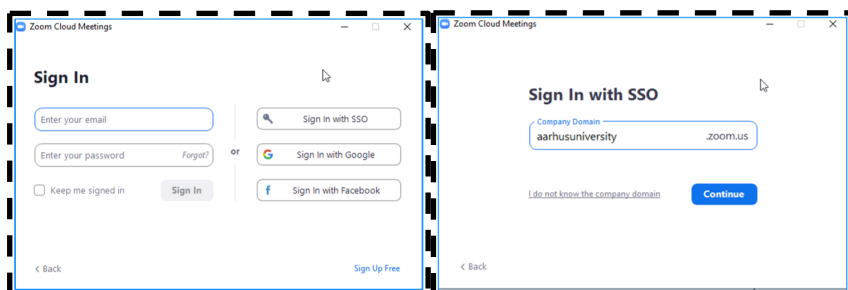 Zoom Cloud Meetings
Sign In
Enter your email
Enter your password Forgot?
Keep me signed in Sign In
or
Sign In with SSO
Sign In with Google
Sign In with Facebook
< Back
Sign Up Free
Zoom Cloud Meetings
Sign In with SSO
Company Domain
aarhusuniversity .zoom.us
I do not know the company domain Continue
< Back